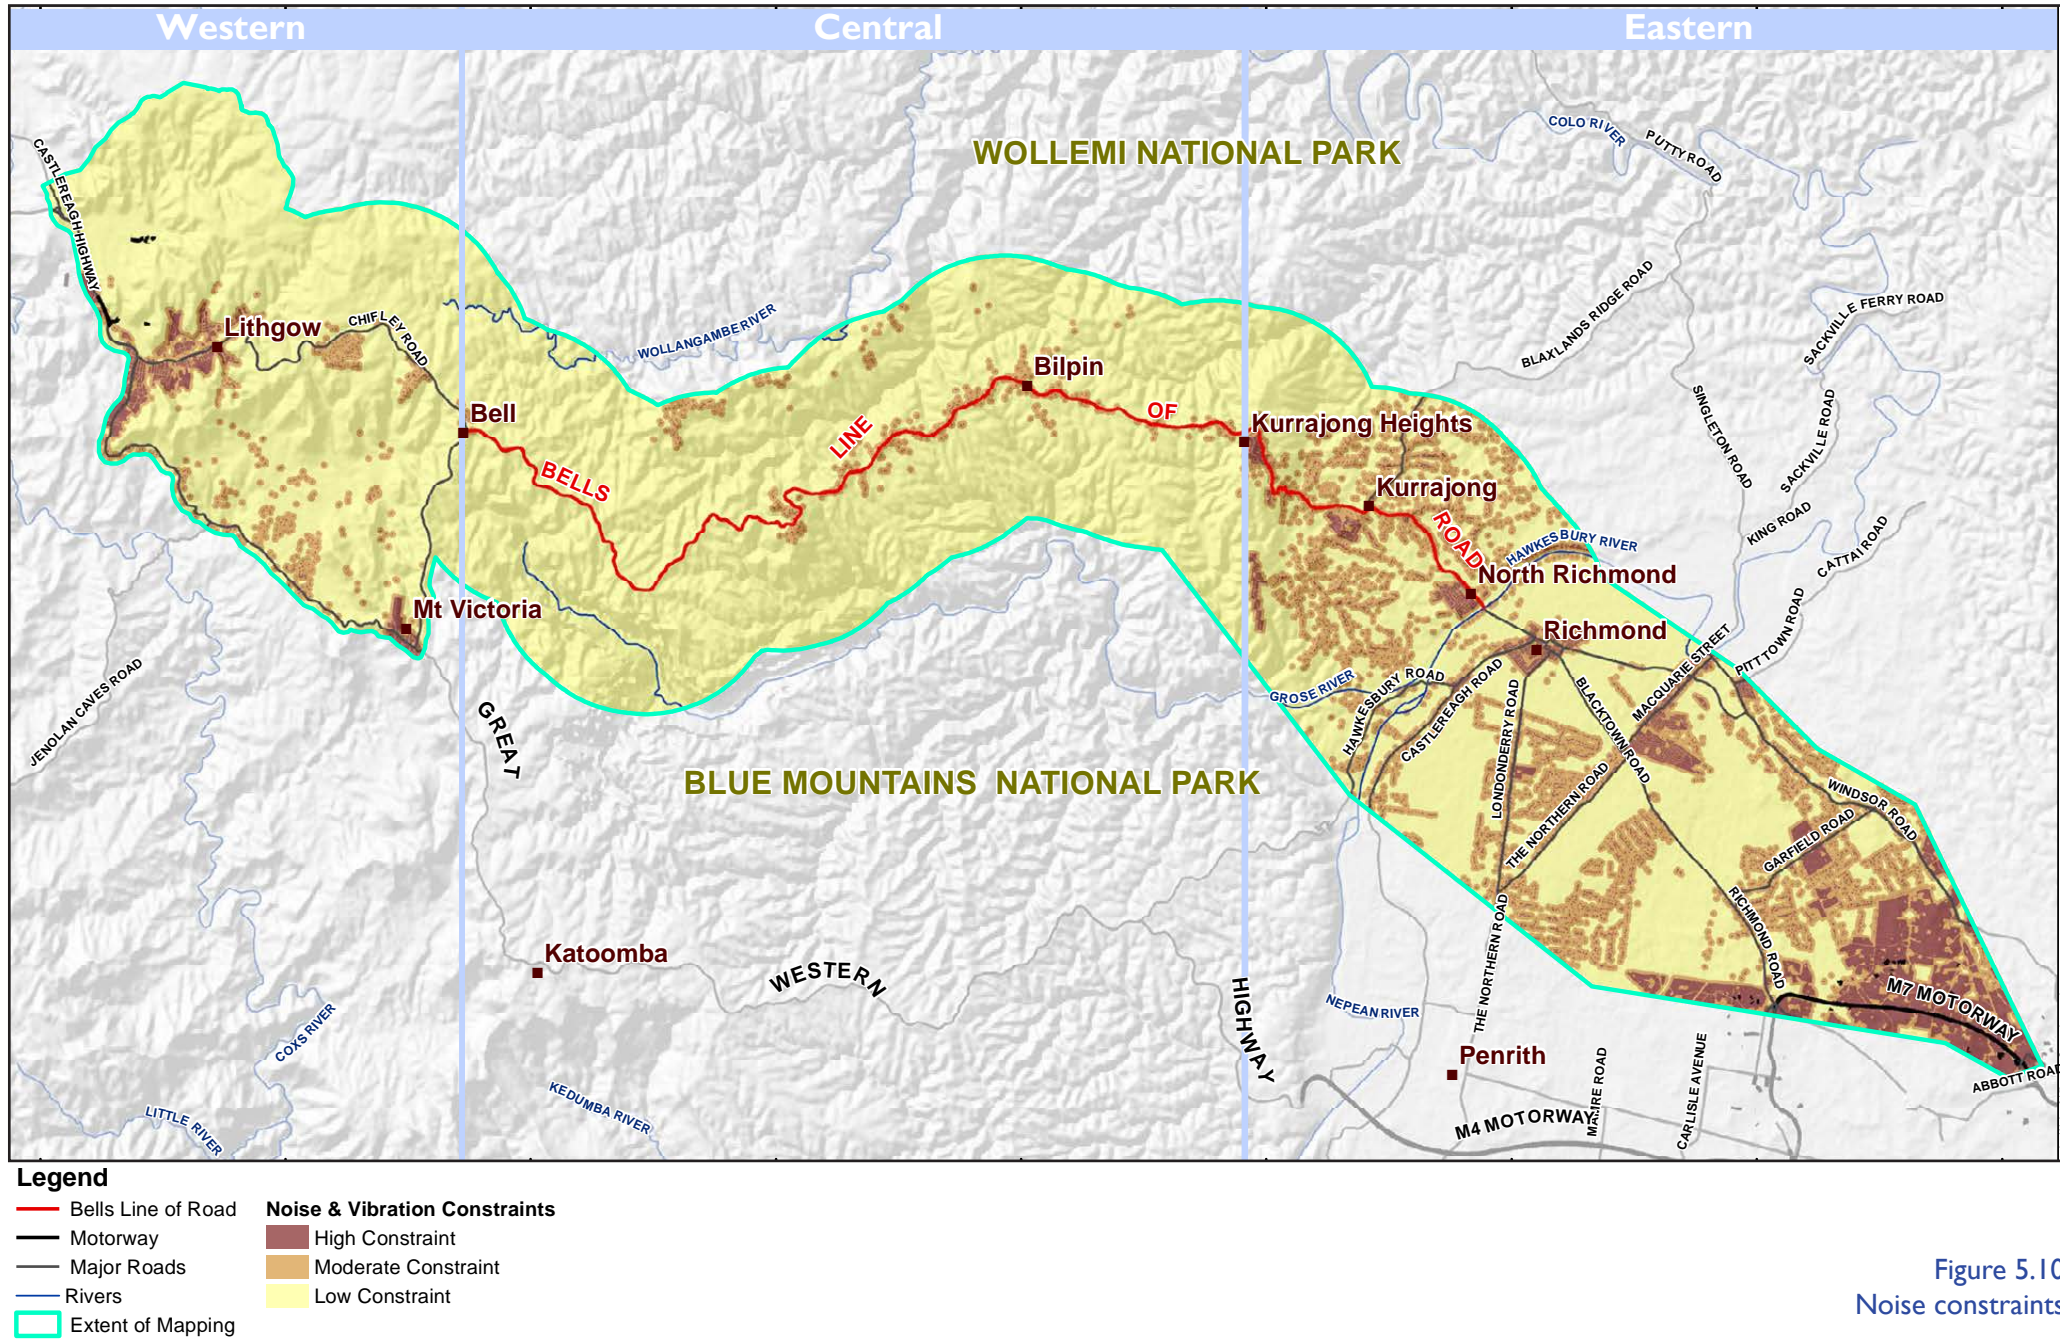 Western
Central
Eastern
WOLLEMI NATIONAL PARK
COLO RIVER
PUTTY ROAD
CASTLEREAGH HIGHWAY
BLAXLANDS RIDGE ROAD
SACKVILLE FERRY ROAD
Lithgow
CHIFLEY ROAD
WOLLANGAMBE RIVER
Bilpin
SINGLETON ROAD
SACKVILLE ROAD
Bell
LINE
OF
Kurrajong Heights
BELLS
Kurrajong
ROAD
KING ROAD
CATTAI ROAD
HAWKESBURY RIVER
North Richmond
Mt Victoria
Richmond
PITT TOWN ROAD
MACQUARIE STREET
JENOLAN CAVES ROAD
GROSE RIVER
HAWKESBURY ROAD
CASTLEREAGH ROAD
LONDONDERRY ROAD
BLACKTOWN ROAD
GREAT
BLUE MOUNTAINS NATIONAL PARK
THE NORTHERN ROAD
WINDSOR ROAD
GARFIELD ROAD
RICHMOND ROAD
Katoomba
WESTERN
HIGHWAY
THE NORTHERN ROAD
NEPEAN RIVER
M7 MOTORWAY
COXS RIVER
Penrith
ABBOTT ROAD
KEDUMBA RIVER
LITTLE RIVER
M4 MOTORWAY
CARLISLE AVENUE
Legend
Bells Line of Road
Motorway
Major Roads
Rivers
Extent of Mapping
Noise & Vibration Constraints
High Constraint
Moderate Constraint
Low Constraint
Figure 5.10
Noise constraints